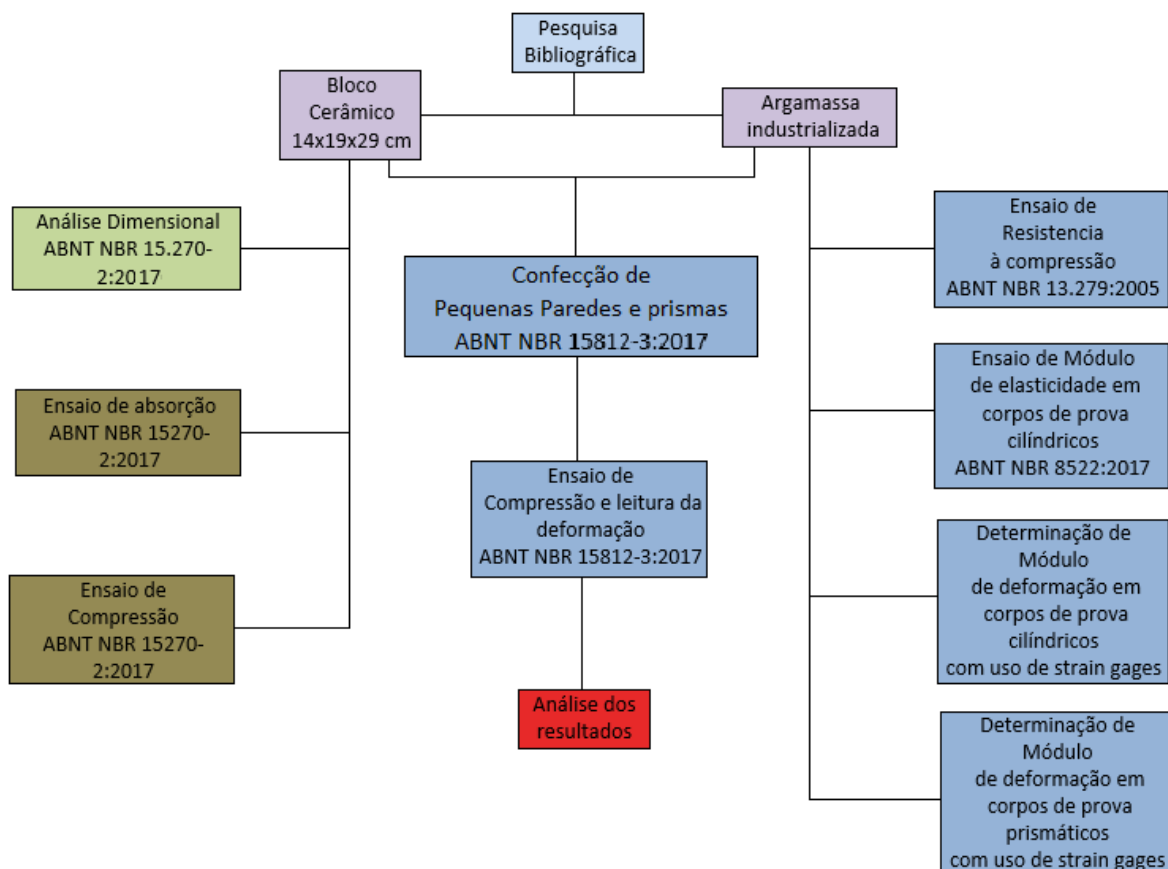 Pesquisa
Bibliográfica
Bloco
Cerâmico
14x19x29 cm
Argamassa
industrializada
Análise Dimensional
ABNT NBR 15.270-
2:2017
Ensaio de absorção
ABNT NBR 15270-
2:2017
Ensaio de
Compressão
ABNT NBR 15270-
2:2017
Confecção de
Pequenas Paredes e prismas
ABNT NBR 15812-3:2017
Ensaio de
Compressão e leitura da
deformação
ABNT NBR 15812-3:2017
Análise dos
resultados
Ensaio de
Resistencia
à compressão
ABNT NBR 13.279:2005
Ensaio de Módulo
de elasticidade em
corpos de prova
cilíndricos
ABNT NBR 8522:2017
Determinação de
Módulo
de deformação em
corpos de prova
cilíndricos
com uso de strain gages
Determinação de
Módulo
de deformação em
corpos de prova
prismáticos
com uso de strain gages